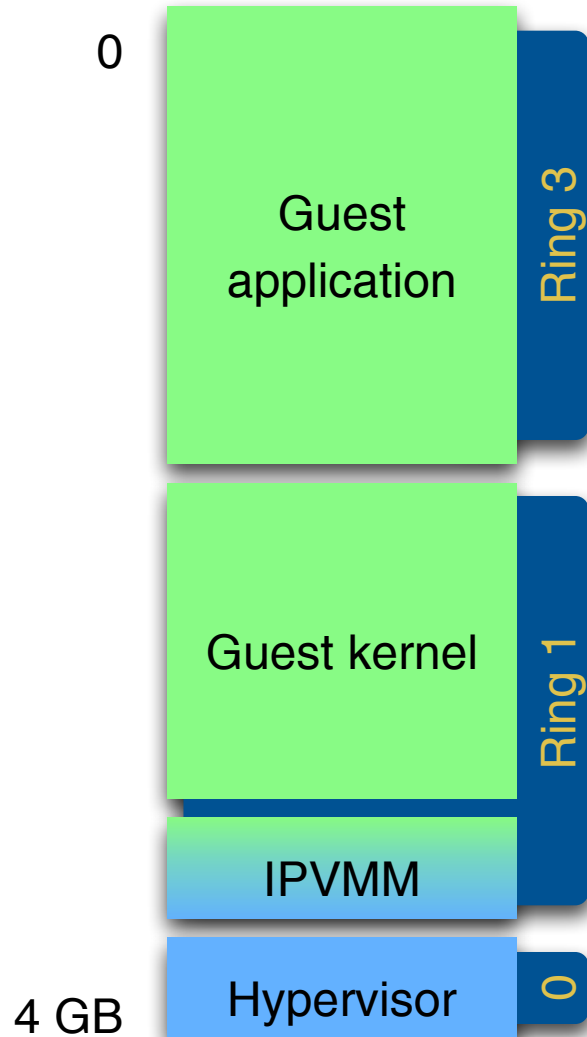 0
Guest
application
Ring 3
Guest kernel
Ring 1
IPVMM
Hypervisor
0
4 GB